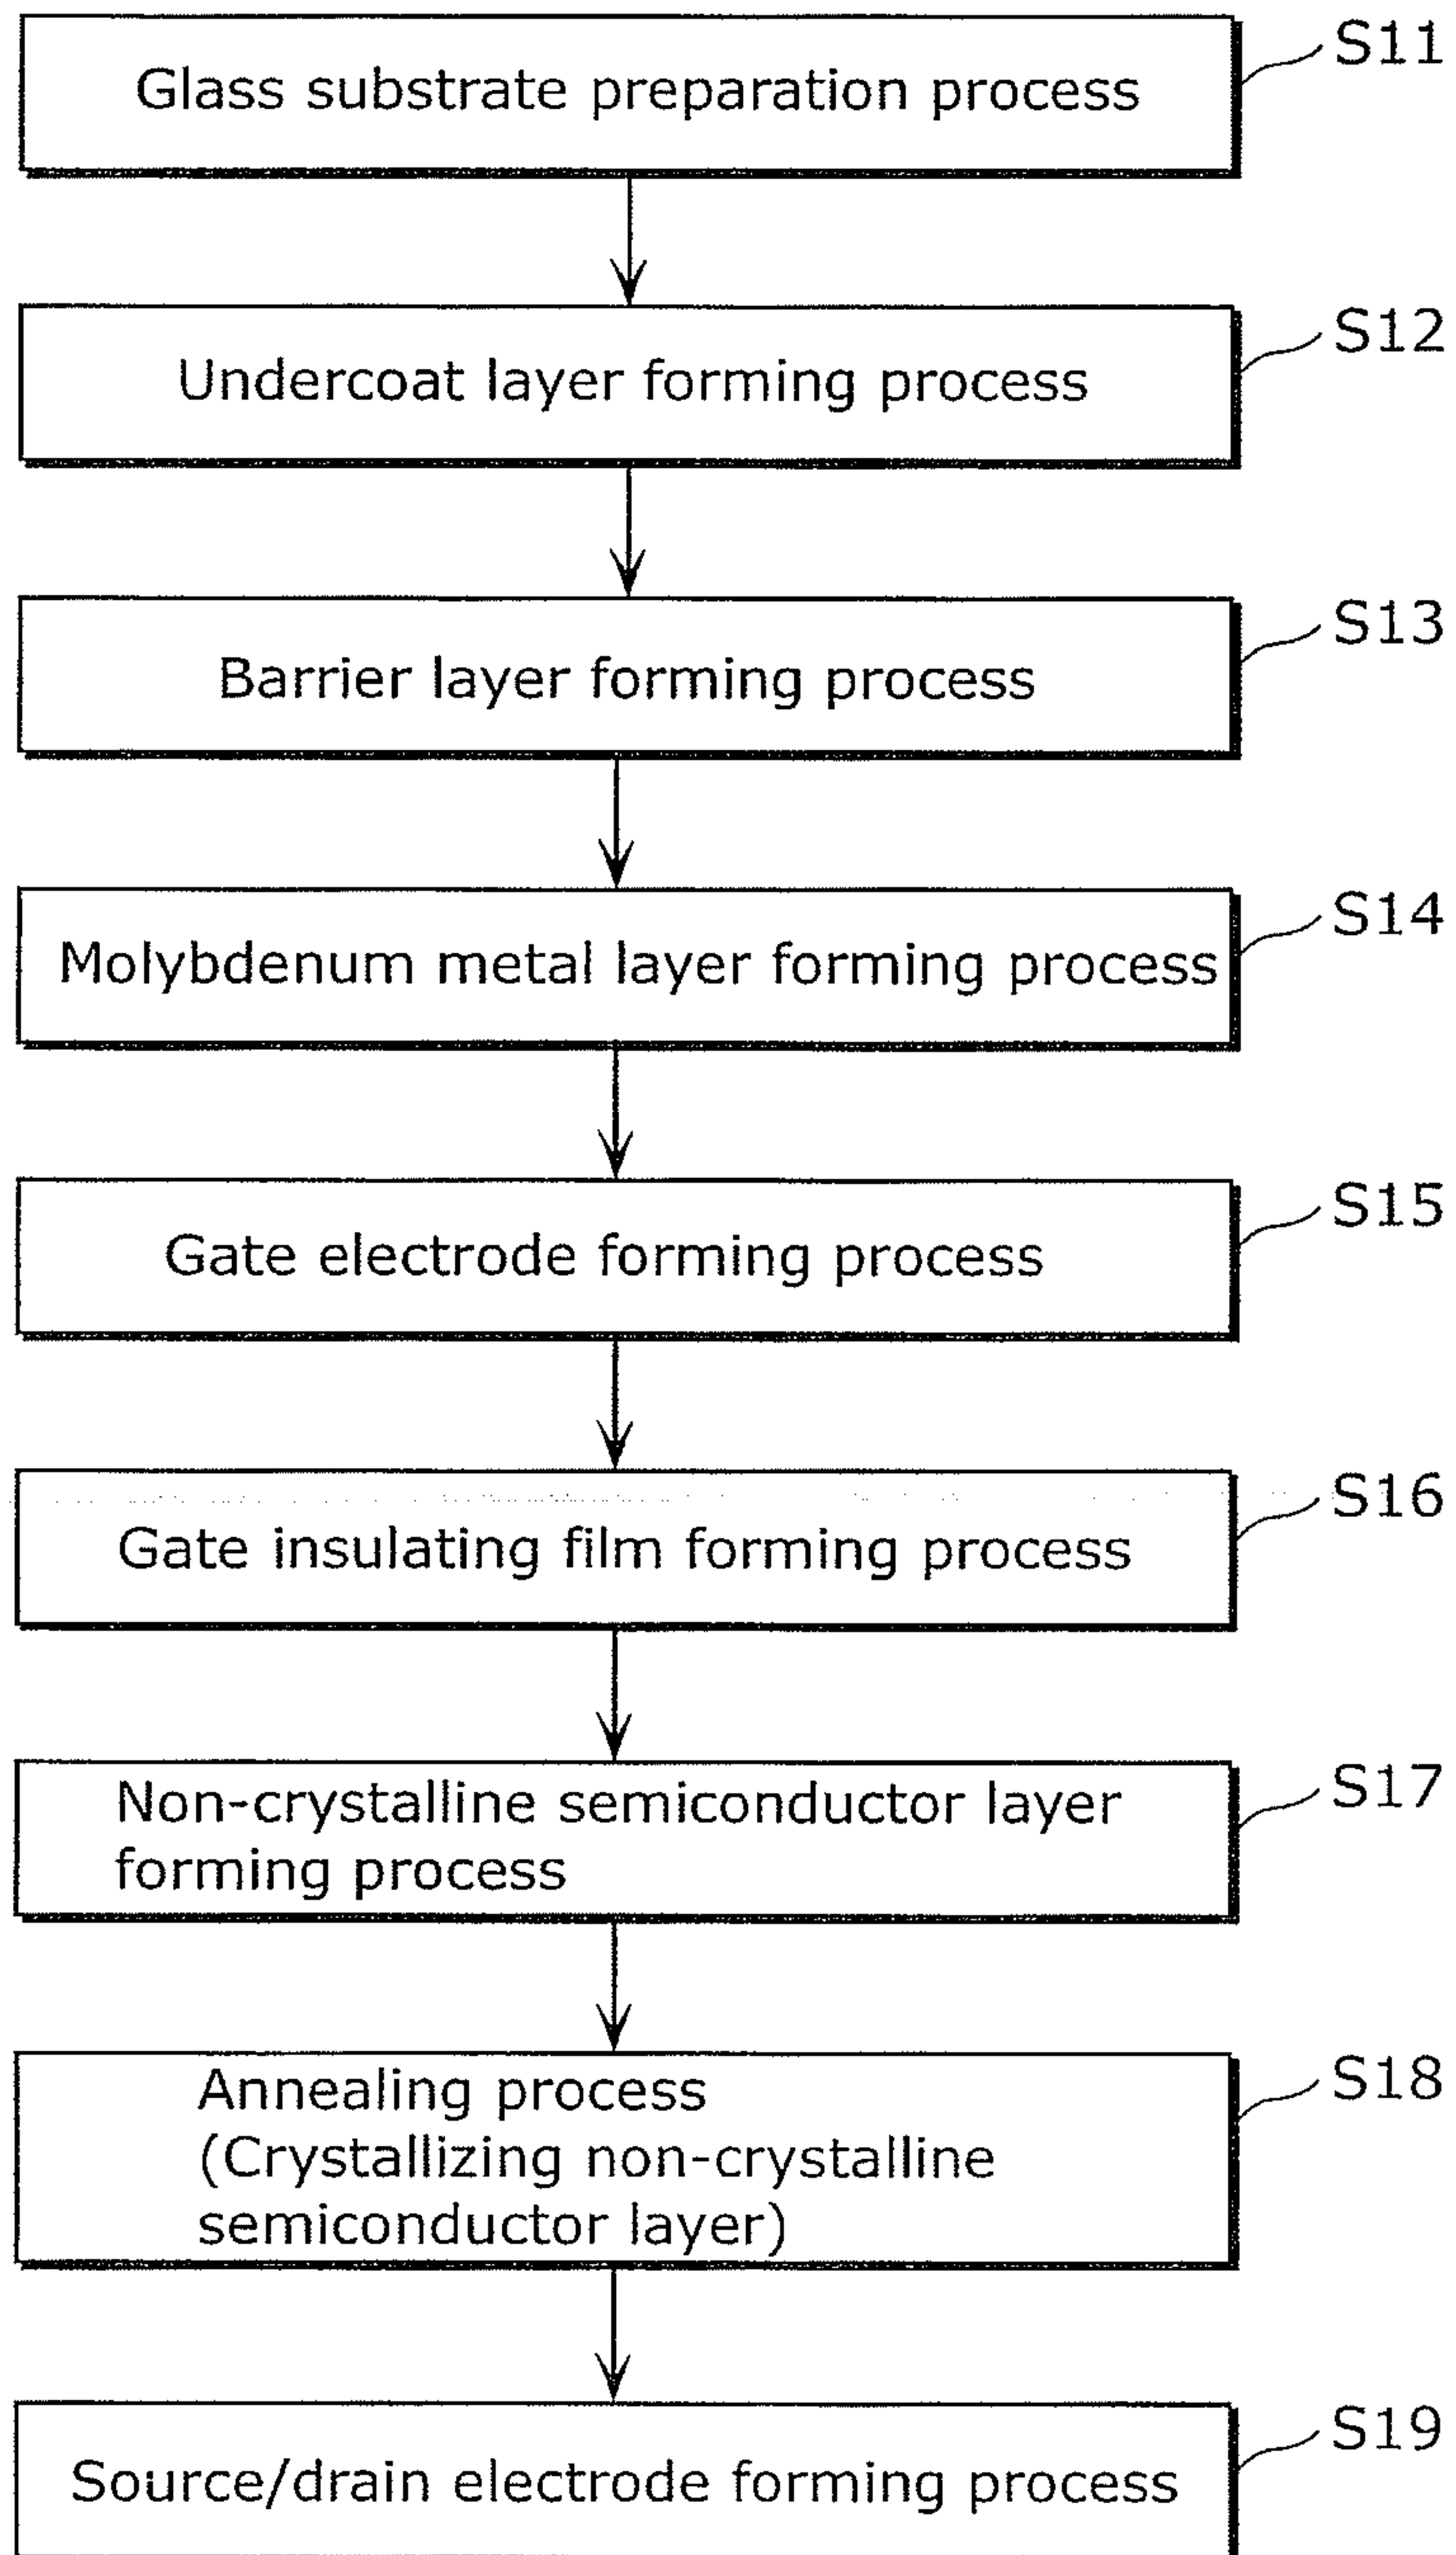 S11
Glass substrate preparation process
S12
Undercoat layer forming process
S13
Barrier layer forming process
S14
Molybdenum metal layer forming process
S15
Gate electrode forming process
S16
Gate insulating film forming process
S17
Non-crystalline semiconductor layer
forming process
S18
Annealing process
(Crystallizing non-crystalline
semiconductor layer)
S19
Source/drain electrode forming process